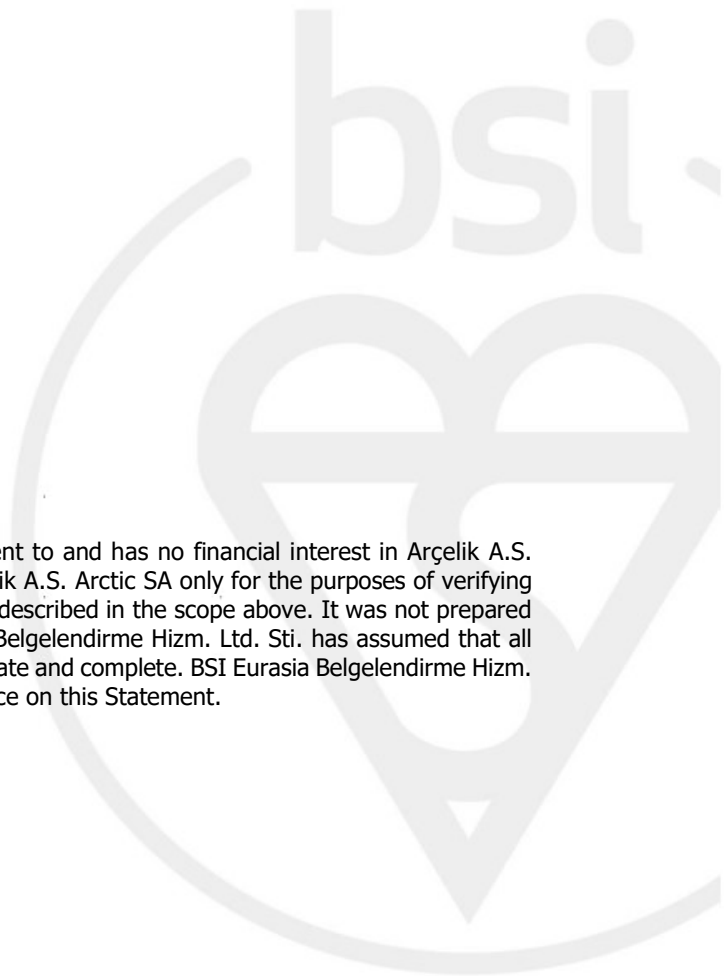 bsi
ent to and has no financial interest in Arçelik A.S.
lik A.S. Arctic SA only for the purposes of verifying
described in the scope above. It was not prepared
Belgelendirme Hizm. Ltd. Sti. has assumed that all
ate and complete. BSI Eurasia Belgelendirme Hizm.
ce on this Statement.